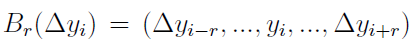 B_r(Δy_i) = (Δy_{i−r}, ..., y_i, ..., Δy_{i+r})